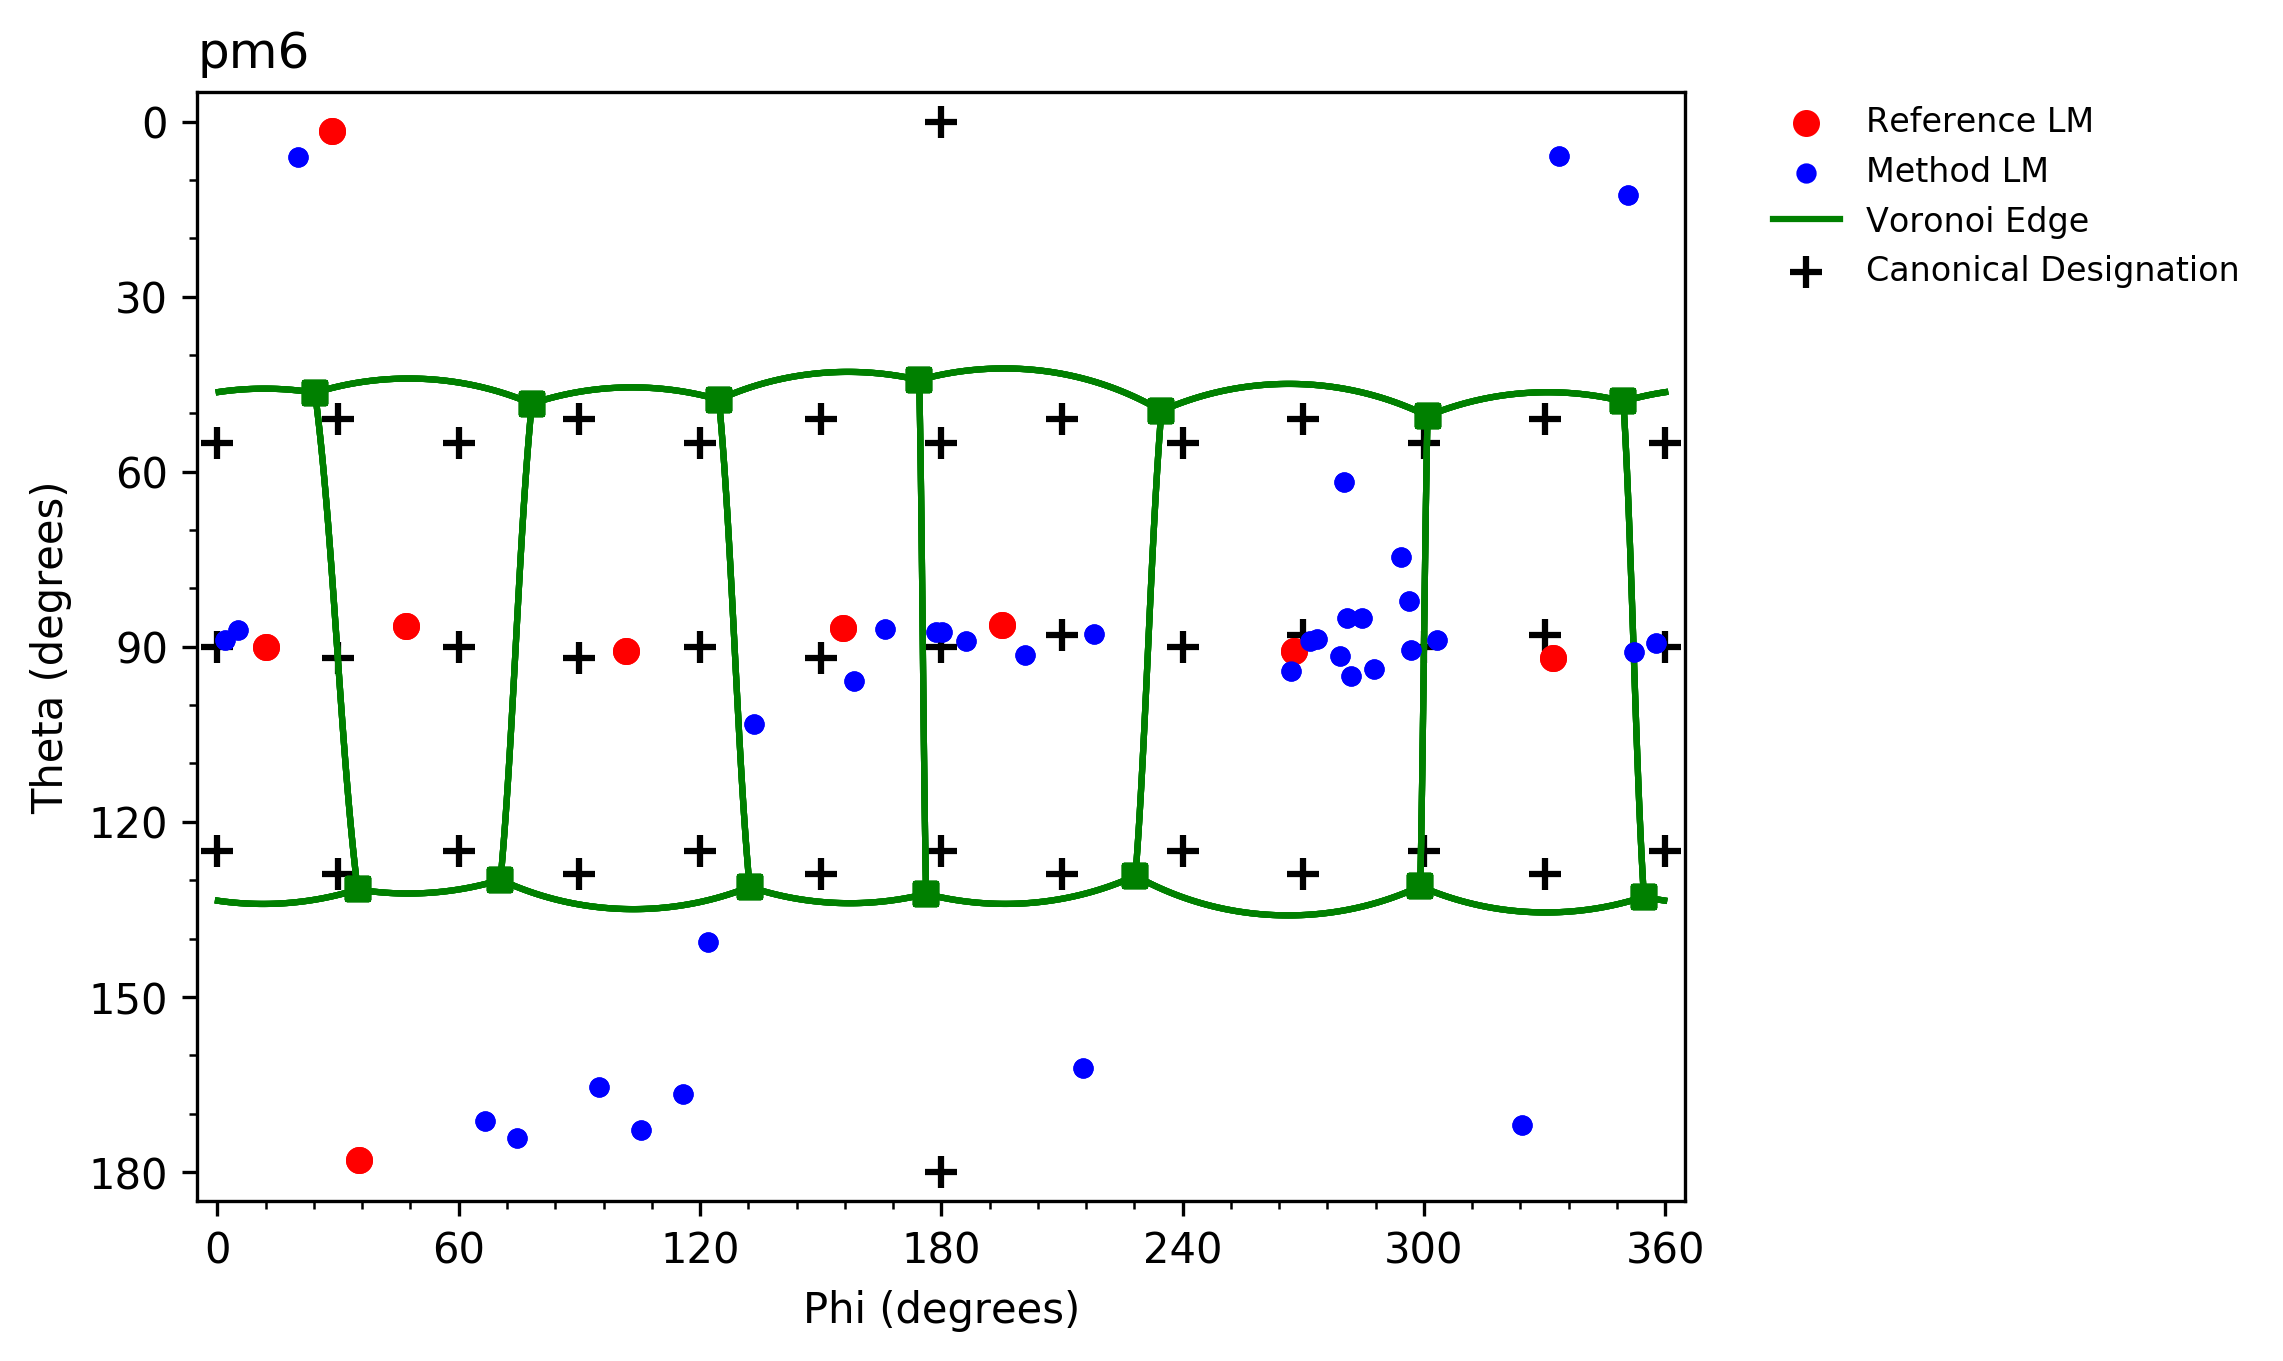 pm6
Reference LM
Method LM
Voronoi Edge
Canonical Designation
Theta (degrees)
0
30
60
90
120
150
180
0 60 120 180 240 300 360
Phi (degrees)